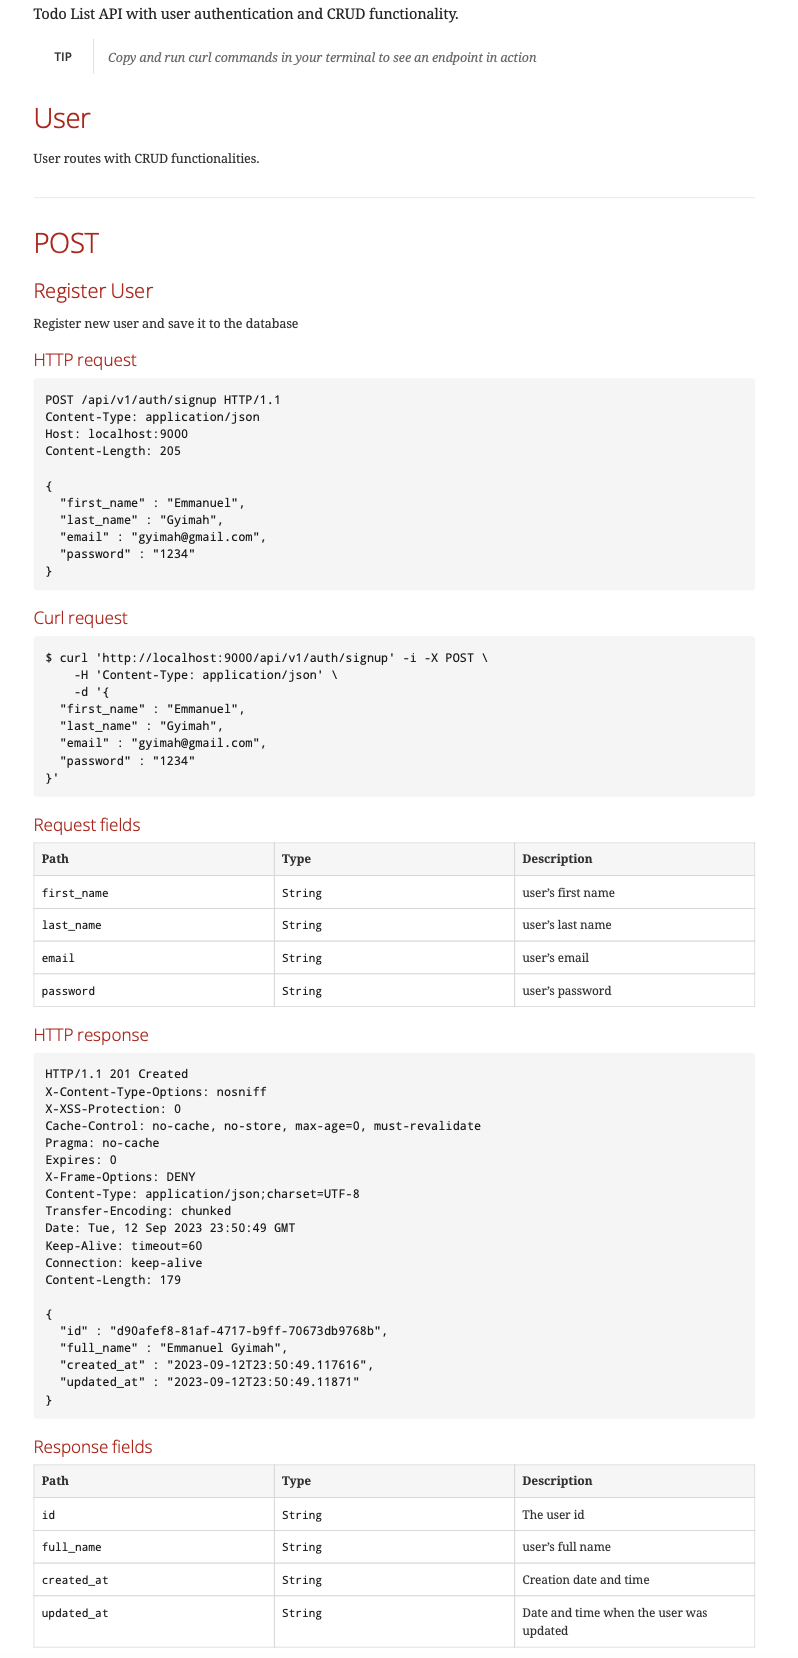 Todo List API with user authentication and CRUD functionality.
TIP
Copy and run curl commands in your terminal to see an endpoint in action
User
User routes with CRUD functionalities.
POST
Register User
Register new user and save it to the database
HTTP request
POST /api/v1/auth/signup HTTP/1.1
Content-Type: application/json
Host: localhost:9000
Content-Length: 205
{
  "first_name" : "Emmanuel",
  "last_name" : "Gyimah",
  "email" : "gyimah@gmail.com",
  "password" : "1234"
}
Curl request
$ curl 'http://localhost:9000/api/v1/auth/signup' -i -X POST \
    -H 'Content-Type: application/json' \
    -d '{
  "first_name" : "Emmanuel",
  "last_name" : "Gyimah",
  "email" : "gyimah@gmail.com",
  "password" : "1234"
}'
Request fields
Path Type Description
first_name String user’s first name
last_name String user’s last name
email String user’s email
password String user’s password
HTTP response
HTTP/1.1 201 Created
X-Content-Type-Options: nosniff
X-XSS-Protection: 0
Cache-Control: no-cache, no-store, max-age=0, must-revalidate
Pragma: no-cache
Expires: 0
X-Frame-Options: DENY
Content-Type: application/json;charset=UTF-8
Transfer-Encoding: chunked
Date: Tue, 12 Sep 2023 23:50:49 GMT
Keep-Alive: timeout=60
Connection: keep-alive
Content-Length: 179
{
  "id" : "d90afef8-81af-4717-b9ff-70673db9768b",
  "full_name" : "Emmanuel Gyimah",
  "created_at" : "2023-09-12T23:50:49.117616",
  "updated_at" : "2023-09-12T23:50:49.11871"
}
Response fields
Path Type Description
id String The user id
full_name String user’s full name
created_at String Creation date and time
updated_at String Date and time when the user was
updated